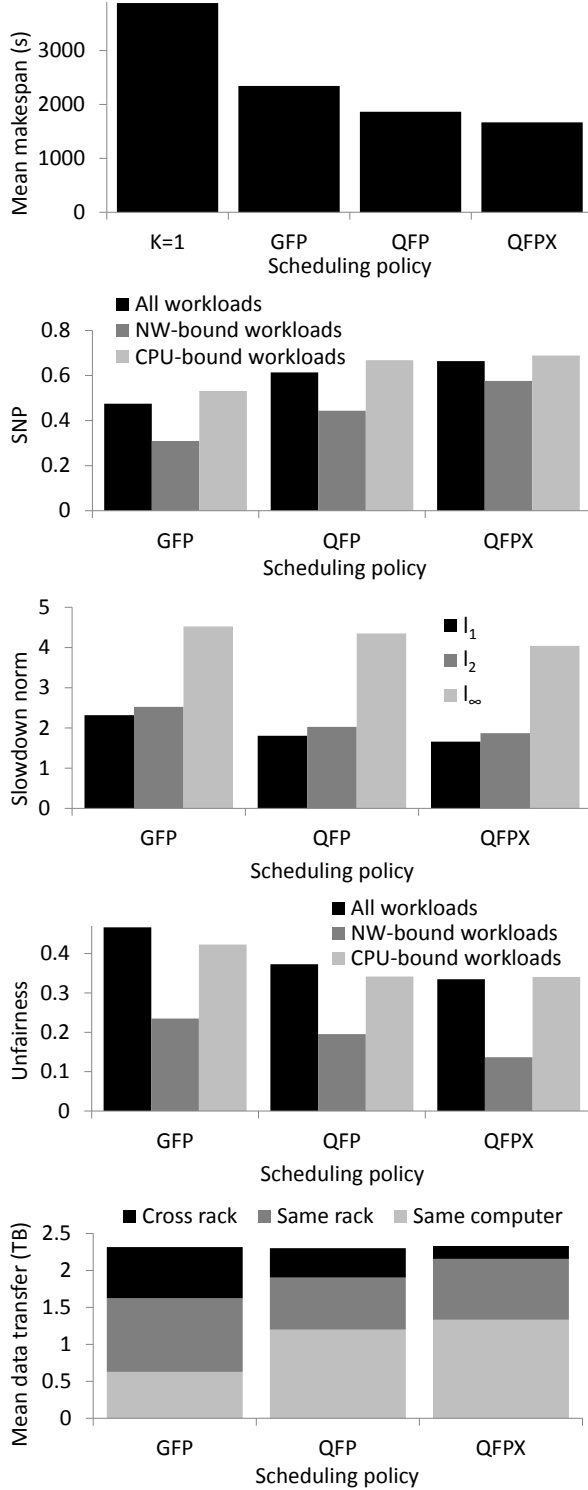 Mean makespan (s)
3000
2000
1000
0
K=1 GFP QFP QFPX
Scheduling policy
All workloads
NW-bound workloads
CPU-bound workloads
SNP
0.8
0.6
0.4
0.2
0
GFP QFP QFPX
Scheduling policy
Slowdown norm
5
4
3
2
1
0
l1
l2
l∞
GFP QFP QFPX
Scheduling policy
All workloads
NW-bound workloads
CPU-bound workloads
Unfairness
0.4
0.3
0.2
0.1
0
GFP QFP QFPX
Scheduling policy
Cross rack Same rack Same computer
Mean data transfer (TB)
2.5
2
1.5
1
0.5
0
GFP QFP QFPX
Scheduling policy